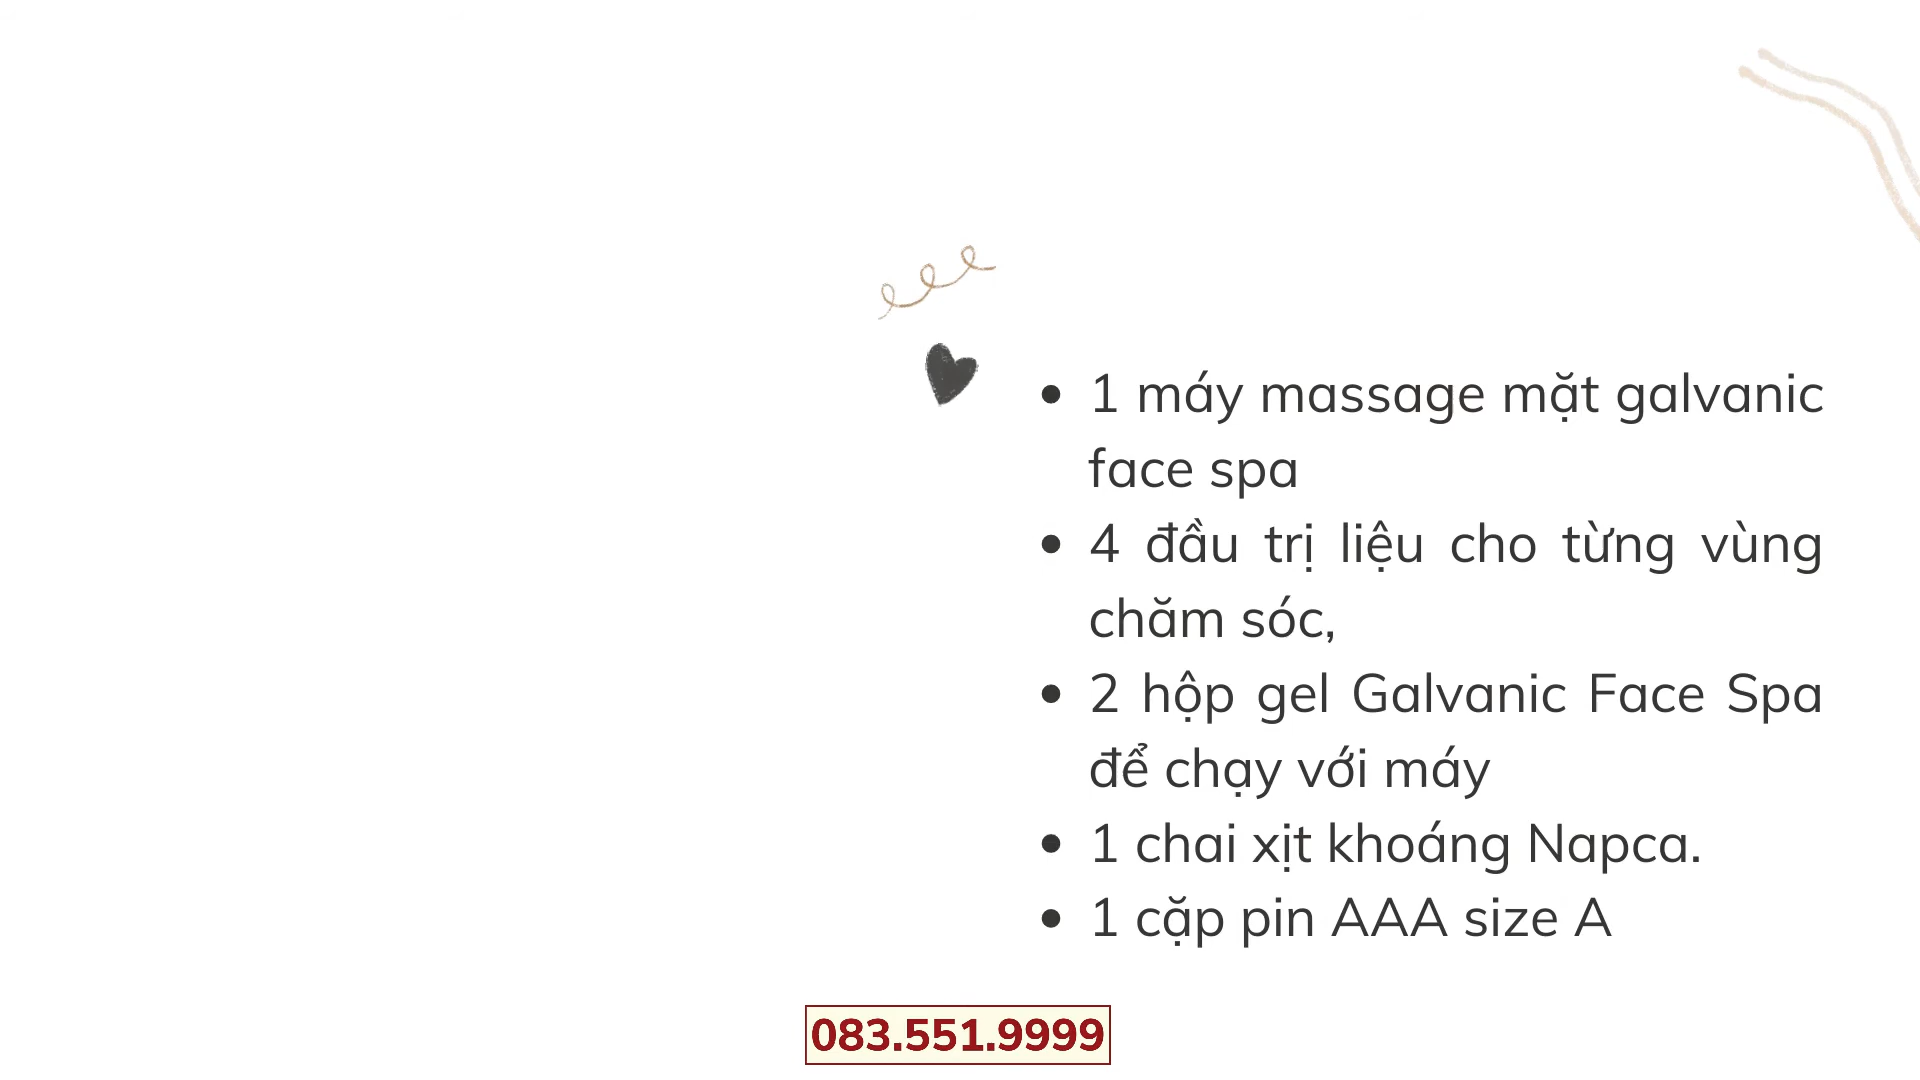 • 1 máy massage mặt galvanic
face spa
• 4 đầu trị liệu cho từng vùng
chăm sóc,
• 2 hộp gel Galvanic Face Spa
để chạy với máy
• 1 chai xịt khoáng Napca.
• 1 cặp pin AAA size A
083.551.9999